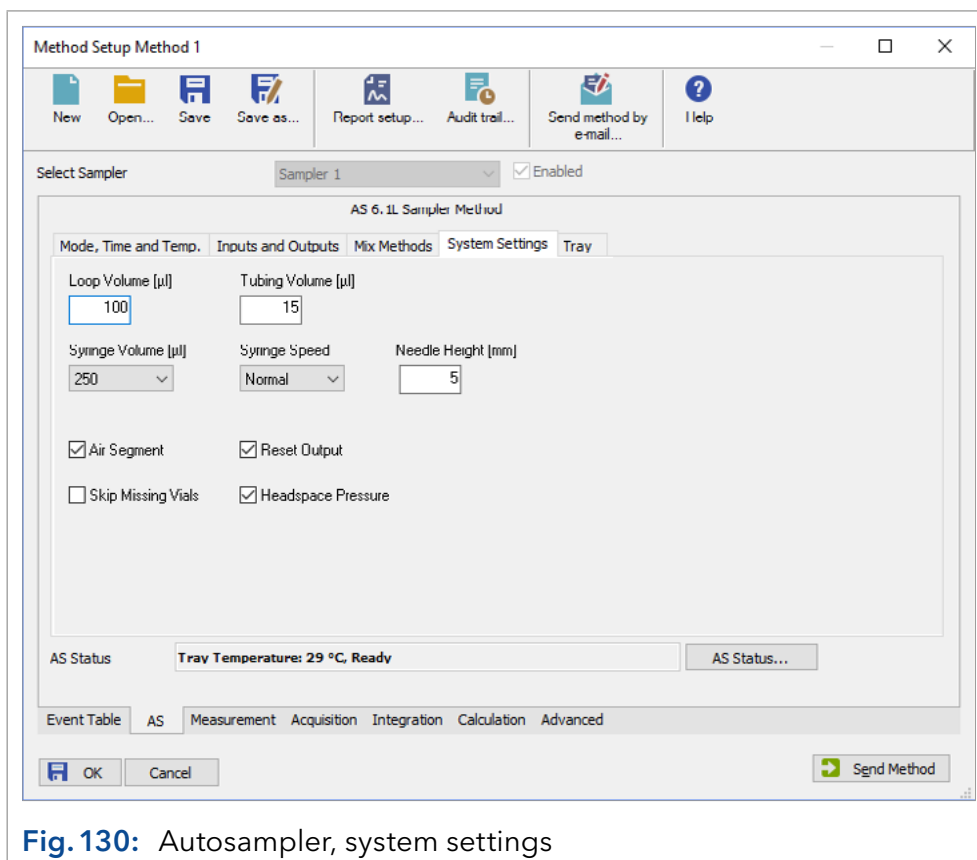 Method Setup Method 1
New Open... Save Save as... Report setup... Audit trail... Send method by e-mail... Help
Select Sampler Sampler 1 Enabled
AS 6.1L Sampler Method
Mode, Time and Temp. Inputs and Outputs Mix Methods System Settings Tray
Loop Volume [µl] Tubing Volume [µl]
100 15
Syringe Volume [µl] Syringe Speed Needle Height [mm]
250 Normal 5
Air Segment Reset Output
Skip Missing Vials Headspace Pressure
AS Status Tray Temperature: 29 °C, Ready AS Status...
Event Table AS Measurement Acquisition Integration Calculation Advanced
OK Cancel Send Method
Fig. 130: Autosampler, system settings